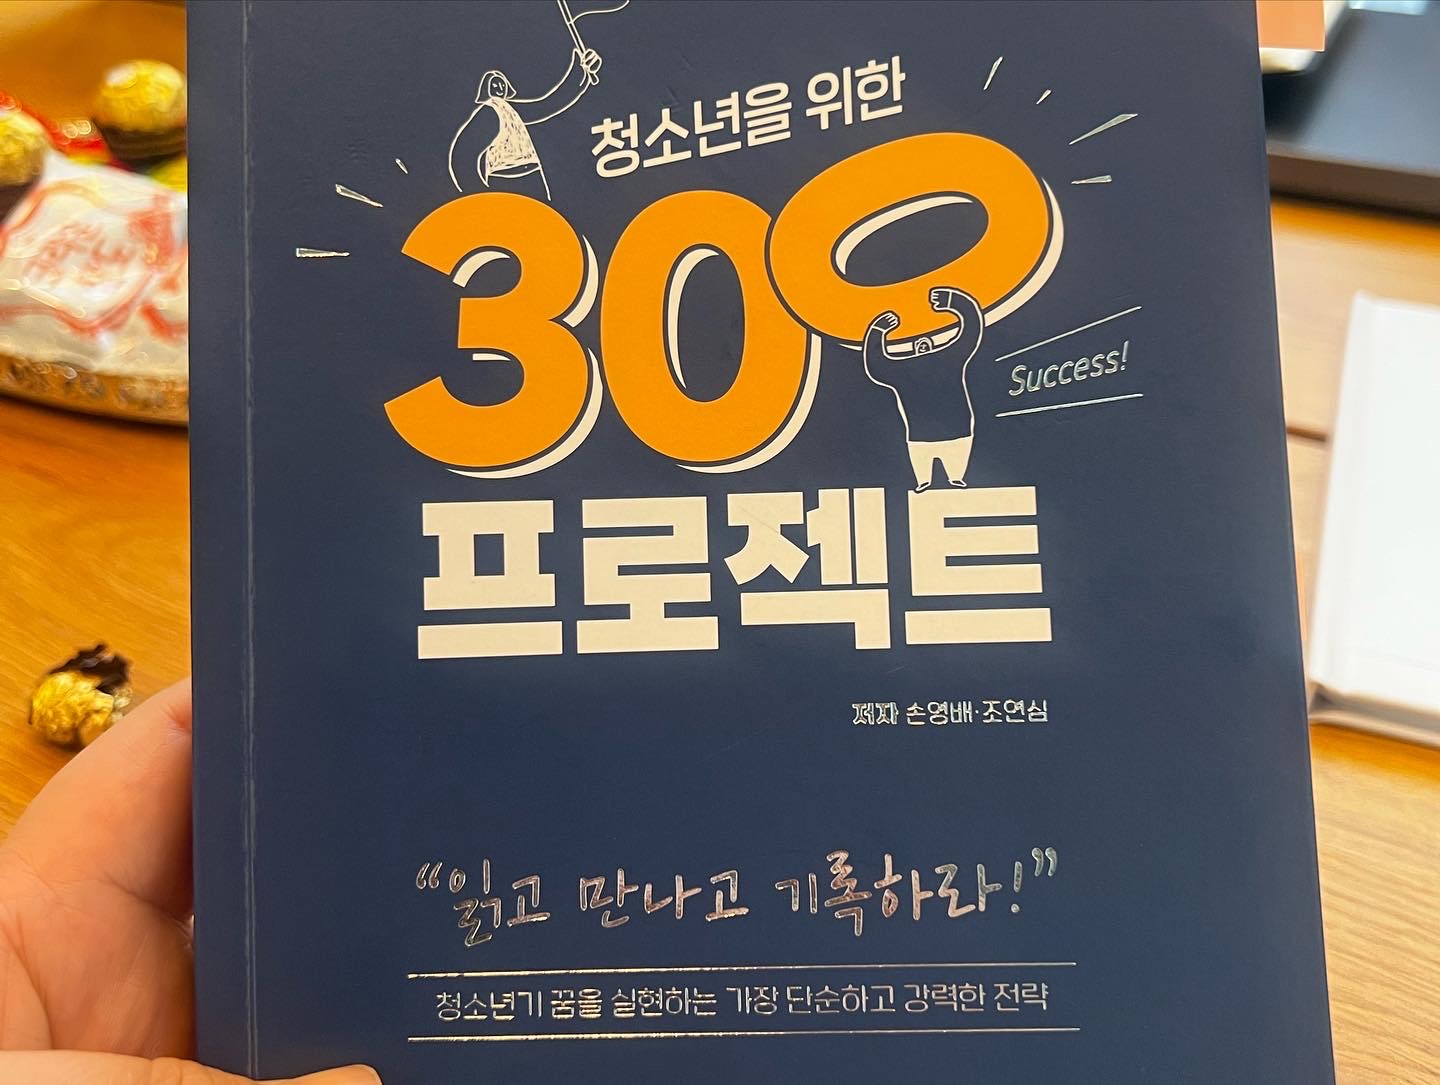 청소년을 위한
300
Success!
프로젝트
저자 손영배·조연심
“읽고 만나고 기록하라!”
청소년기 꿈을 실현하는 가장 단순하고 강력한 전략